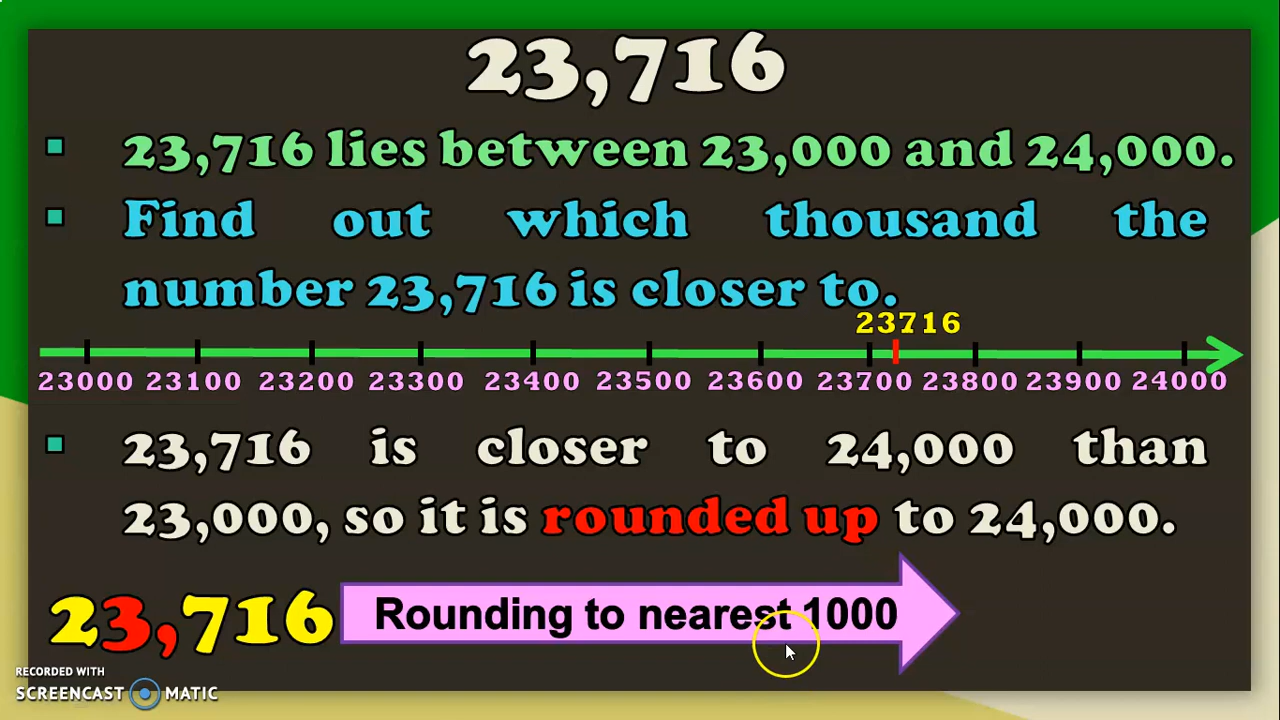 23,716
23,716 lies between 23,000 and 24,000.
Find out which thousand the
number 23,716 is closer to.
23716
23000 23100 23200 23300 23400 23500 23600 23700 23800 23900 24000
23,716 is closer to 24,000 than
23,000, so it is rounded up to 24,000.
23,716 Rounding to nearest 1000
RECORDED WITH
SCREENCAST MATIC